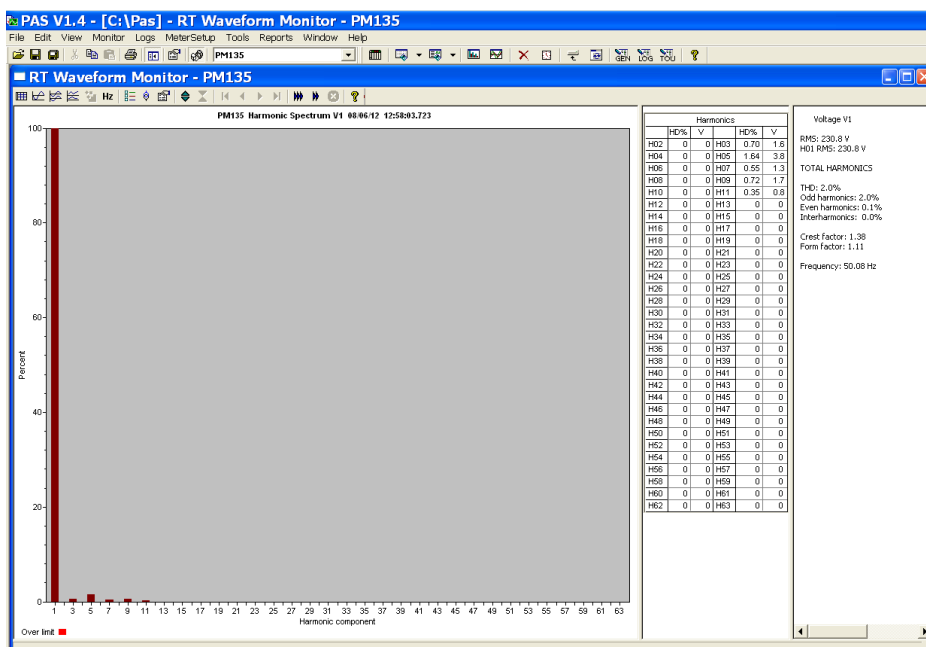 PAS V1.4 - [C:\Pas] - RT Waveform Monitor - PM135
File Edit View Monitor Logs MeterSetup Tools Reports Window Help
PM135 GEN LOG TOU
RT Waveform Monitor - PM135
Hz
PM135 Harmonic Spectrum V1 08/06/12 12:58:03.723
100
80
60
40
20
0
Percent
1 3 5 7 9 11 13 15 17 19 21 23 25 27 29 31 33 35 37 39 41 43 45 47 49 51 53 55 57 59 61 63
Harmonic component
Over limit
Harmonics
HD% V HD% V
H02 0 0 H03 0.70 1.6
H04 0 0 H05 1.64 3.8
H06 0 0 H07 0.55 1.3
H08 0 0 H09 0.72 1.7
H10 0 0 H11 0.35 0.8
H12 0 0 H13 0 0
H14 0 0 H15 0 0
H16 0 0 H17 0 0
H18 0 0 H19 0 0
H20 0 0 H21 0 0
H22 0 0 H23 0 0
H24 0 0 H25 0 0
H26 0 0 H27 0 0
H28 0 0 H29 0 0
H30 0 0 H31 0 0
H32 0 0 H33 0 0
H34 0 0 H35 0 0
H36 0 0 H37 0 0
H38 0 0 H39 0 0
H40 0 0 H41 0 0
H42 0 0 H43 0 0
H44 0 0 H45 0 0
H46 0 0 H47 0 0
H48 0 0 H49 0 0
H50 0 0 H51 0 0
H52 0 0 H53 0 0
H54 0 0 H55 0 0
H56 0 0 H57 0 0
H58 0 0 H59 0 0
H60 0 0 H61 0 0
H62 0 0 H63 0 0
Voltage V1
RMS: 230.8 V
H01 RMS: 230.8 V
TOTAL HARMONICS
THD: 2.0%
Odd harmonics: 2.0%
Even harmonics: 0.1%
Interharmonics: 0.0%
Crest factor: 1.38
Form factor: 1.11
Frequency: 50.08 Hz